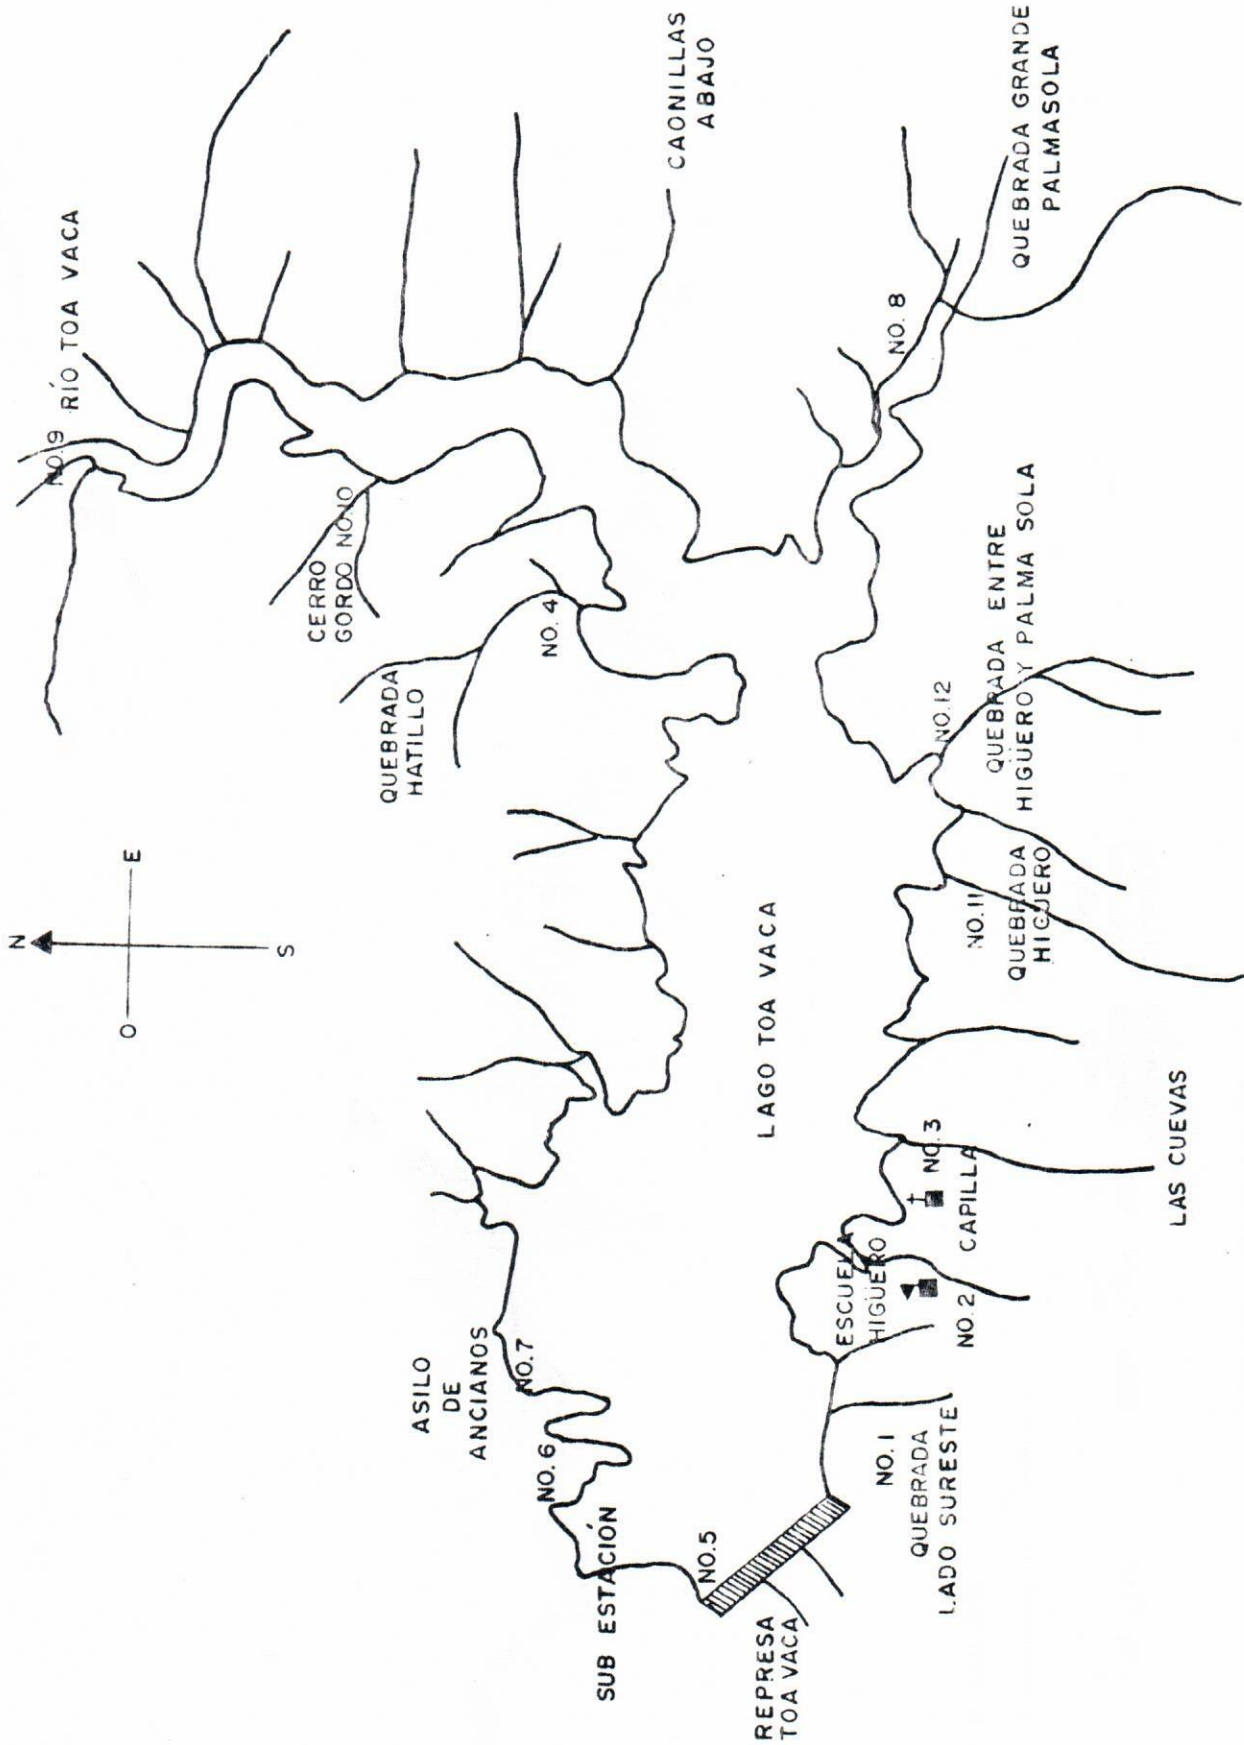 N
O
E
S
NO. 9 RÍO TOA VACA
CERRO
GORDO NO.10
QUEBRADA
HATILLO
NO. 4
CAONILLAS
ABAJO
ASILO
DE
ANCIANOS
NO.7
NO. 6
SUB ESTACIÓN
NO.5
REPRESA
TOA VACA
LAGO TOA VACA
NO. 8
QUEBRADA GRANDE
PALMASOLA
NO.12
QUEBRADA ENTRE
HIGÜERO Y PALMA SOLA
NO.11
QUEBRADA
HIGÜERO
ESCUELA
HIGÜERO
NO.2
NO.3
CAPILLA
LAS CUEVAS
NO. 1
QUEBRADA
LADO SURESTE